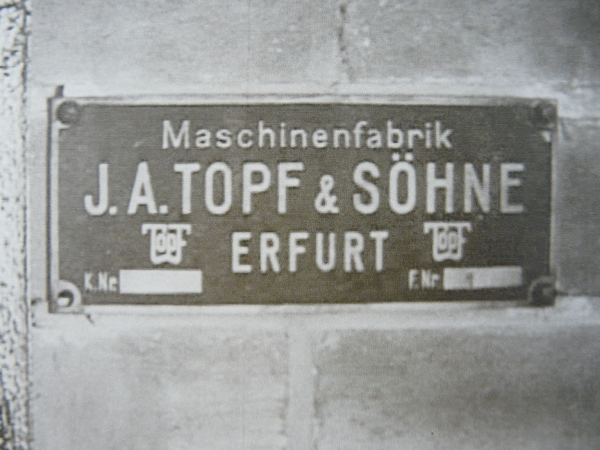 Maschinenfabrik
J. A. TOPF & SÖHNE
TOPF ERFURT TOPF
K. Nr. F. Nr.